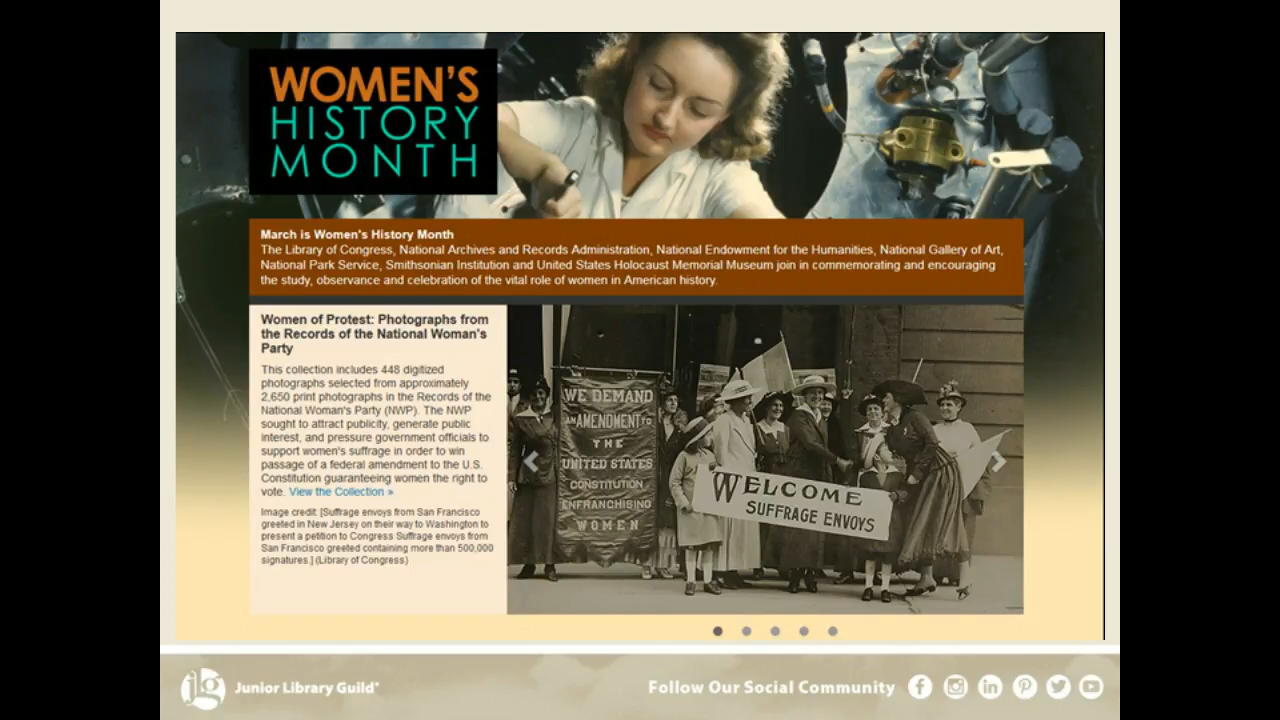 WOMEN'S
HISTORY
MONTH
March is Women's History Month
The Library of Congress, National Archives and Records Administration, National Endowment for the Humanities, National Gallery of Art,
National Park Service, Smithsonian Institution and United States Holocaust Memorial Museum join in commemorating and encouraging
the study, observance and celebration of the vital role of women in American history.
Women of Protest: Photographs from
the Records of the National Woman's
Party
This collection includes 448 digitized
photographs selected from approximately
2,650 print photographs in the Records of the
National Woman's Party (NWP). The NWP
sought to attract publicity, generate public
interest, and pressure government officials to
support women's suffrage in order to win
passage of a federal amendment to the U.S.
Constitution guaranteeing women the right to
vote. View the Collection »
Image credit: [Suffrage envoys from San Francisco
greeted in New Jersey on their way to Washington to
present a petition to Congress Suffrage envoys from
San Francisco greeted containing more than 500,000
signatures.] (Library of Congress)
WE DEMAND
AN AMENDMENT TO
THE
UNITED STATES
CONSTITUTION
ENFRANCHISING
WOMEN
WELCOME
SUFFRAGE ENVOYS
jlg Junior Library Guild®
Follow Our Social Community